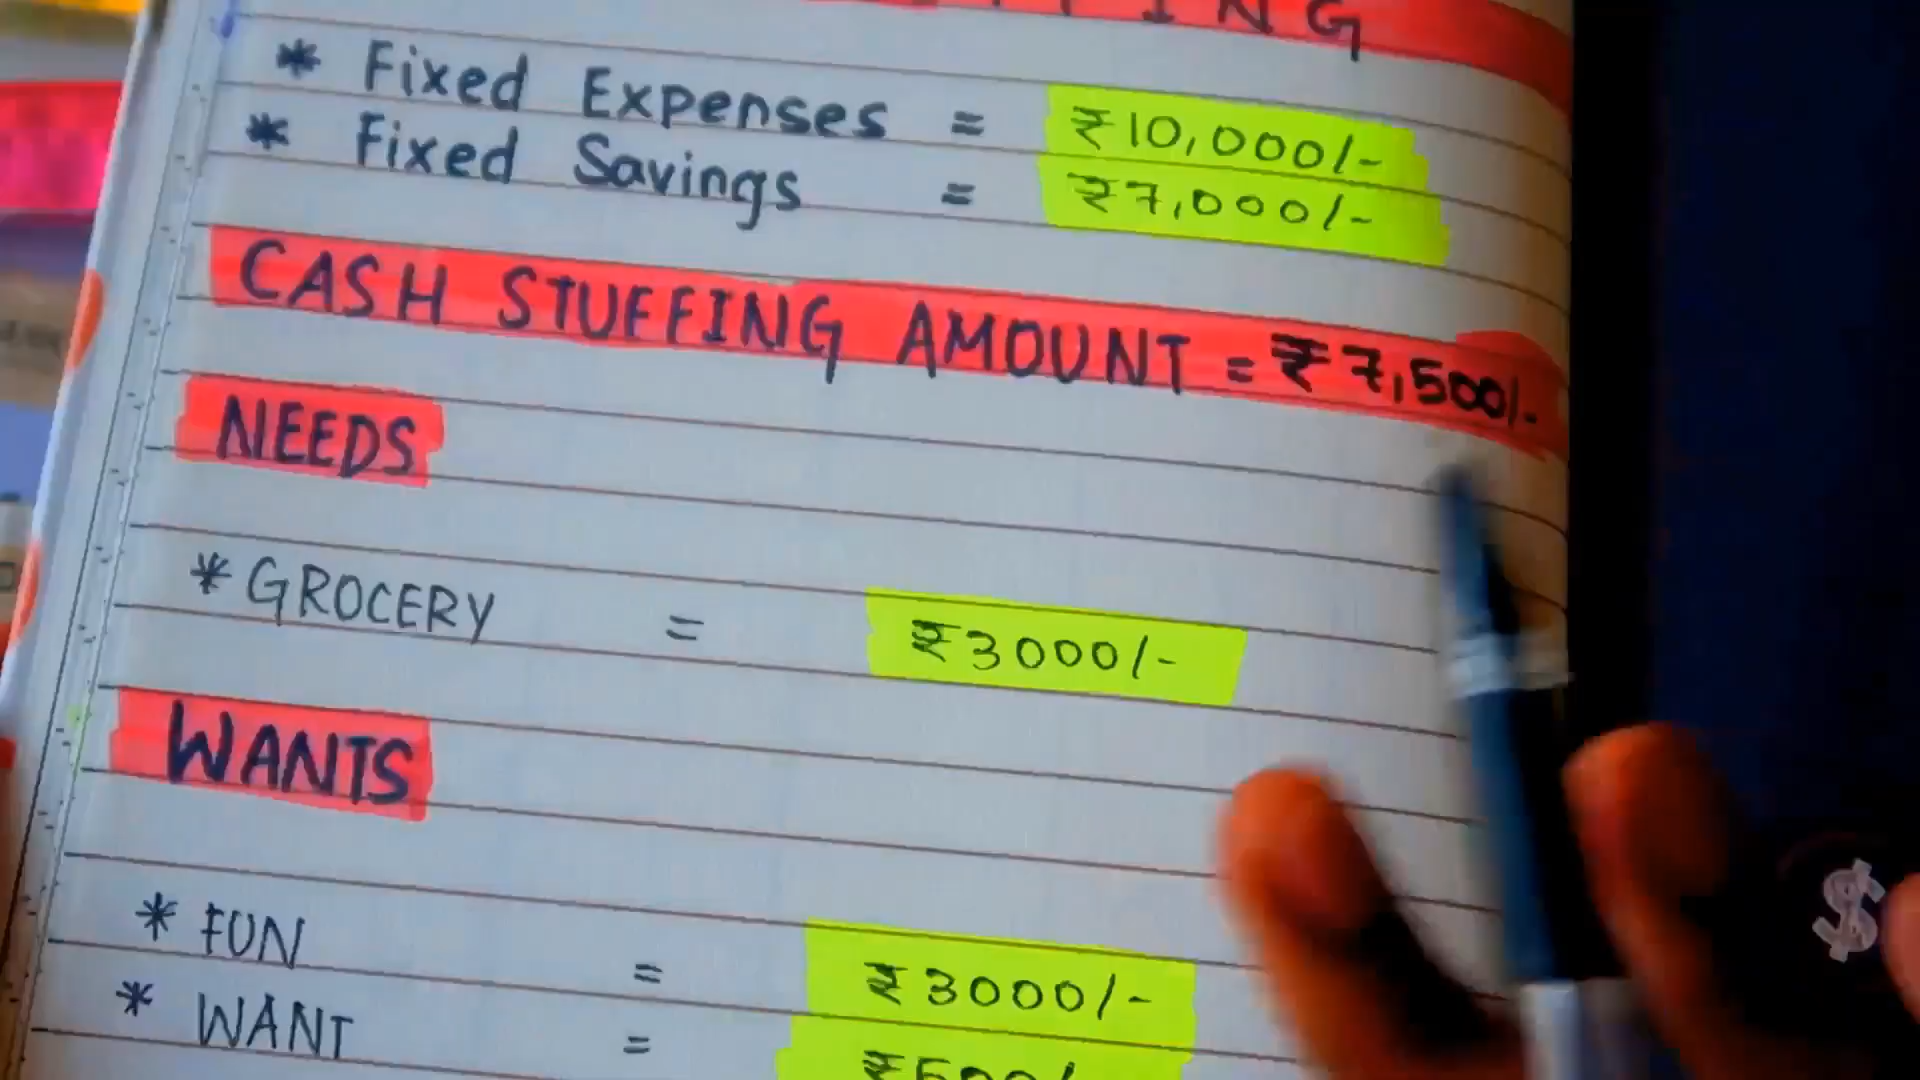 * Fixed Expenses = ₹10,000/-
* Fixed Savings = ₹7,000/-
CASH STUFFING AMOUNT = ₹7,500/-
NEEDS
* GROCERY = ₹3000/-
WANTS
* FUN = ₹3000/-
* WANT =